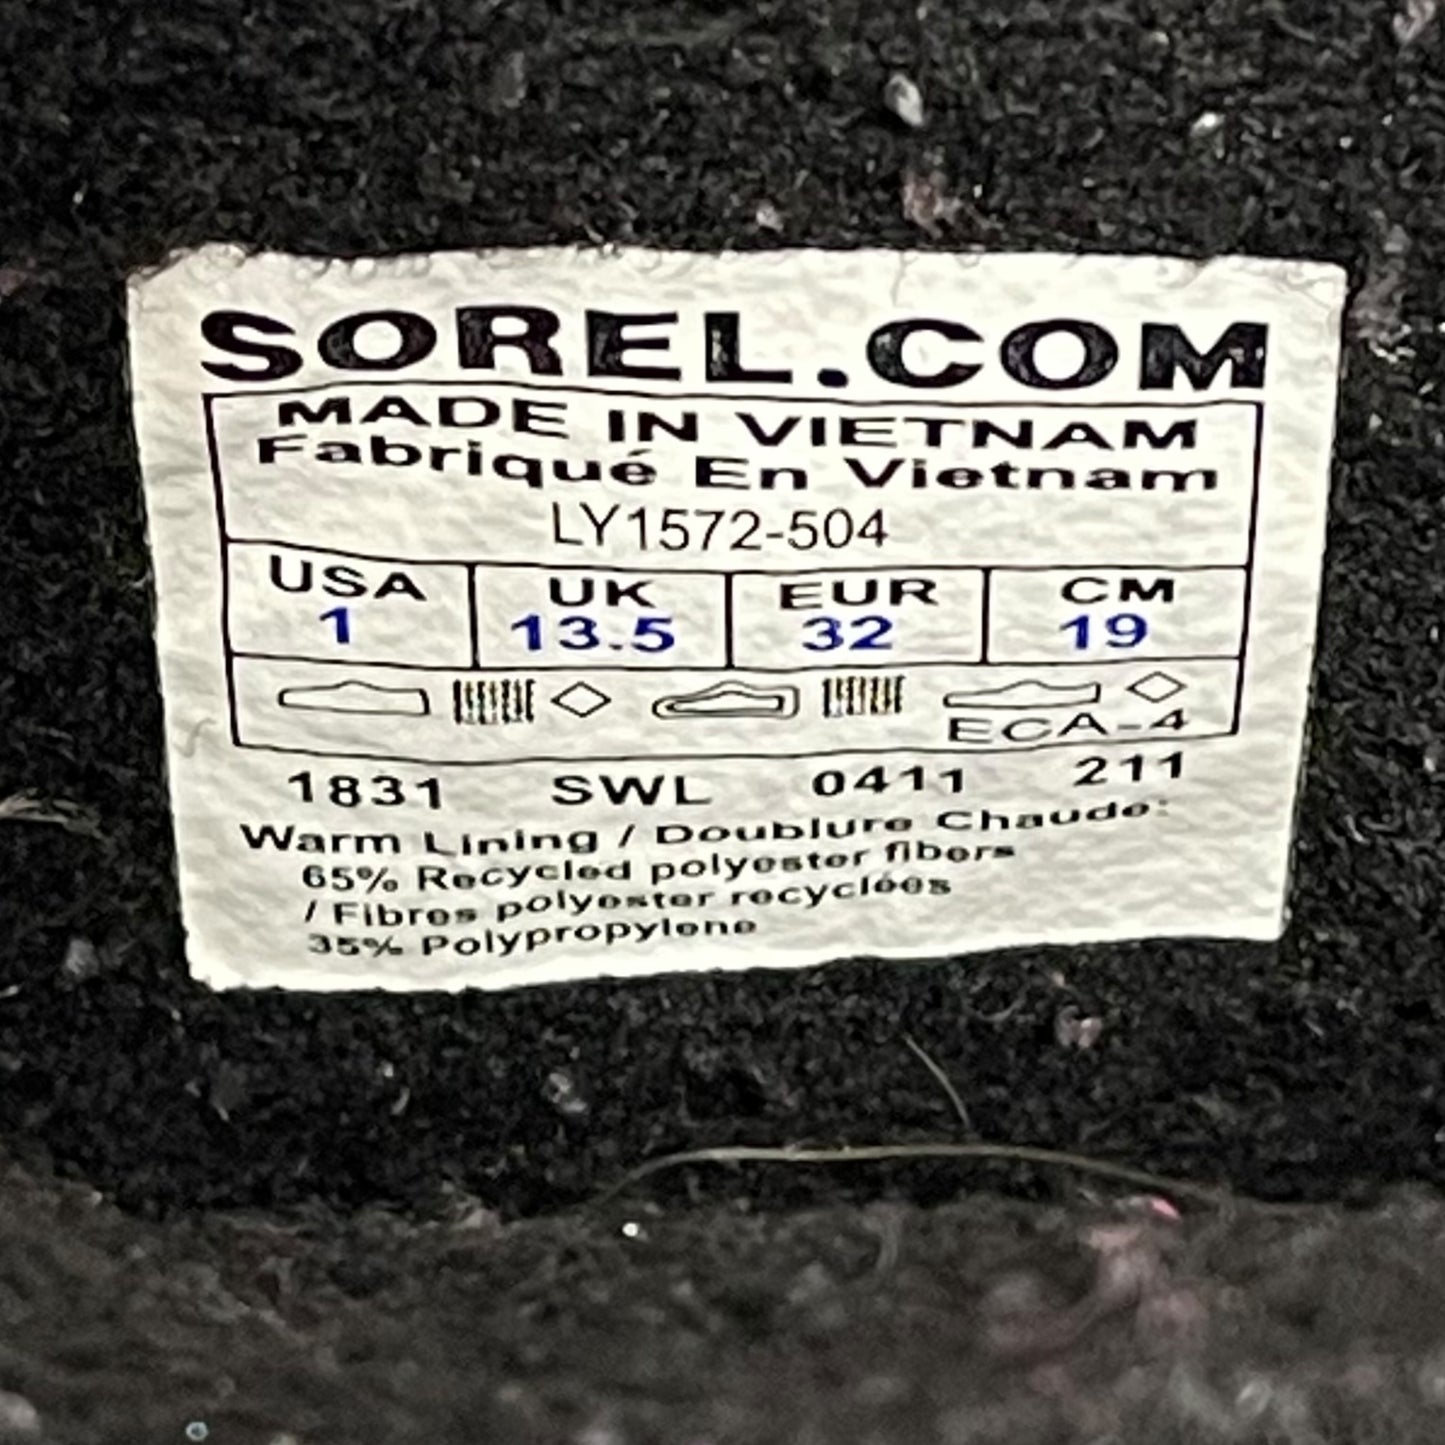 SOREL.COM
MADE IN VIETNAM
Fabriqué En Vietnam
LY1572-504
USA UK EUR CM
1 13.5 32 19
ECA-4
1831 SWL 0411 211
Warm Lining / Doublure Chaude:
65% Recycled polyester fibers
/ Fibres polyester recyclées
35% Polypropylene